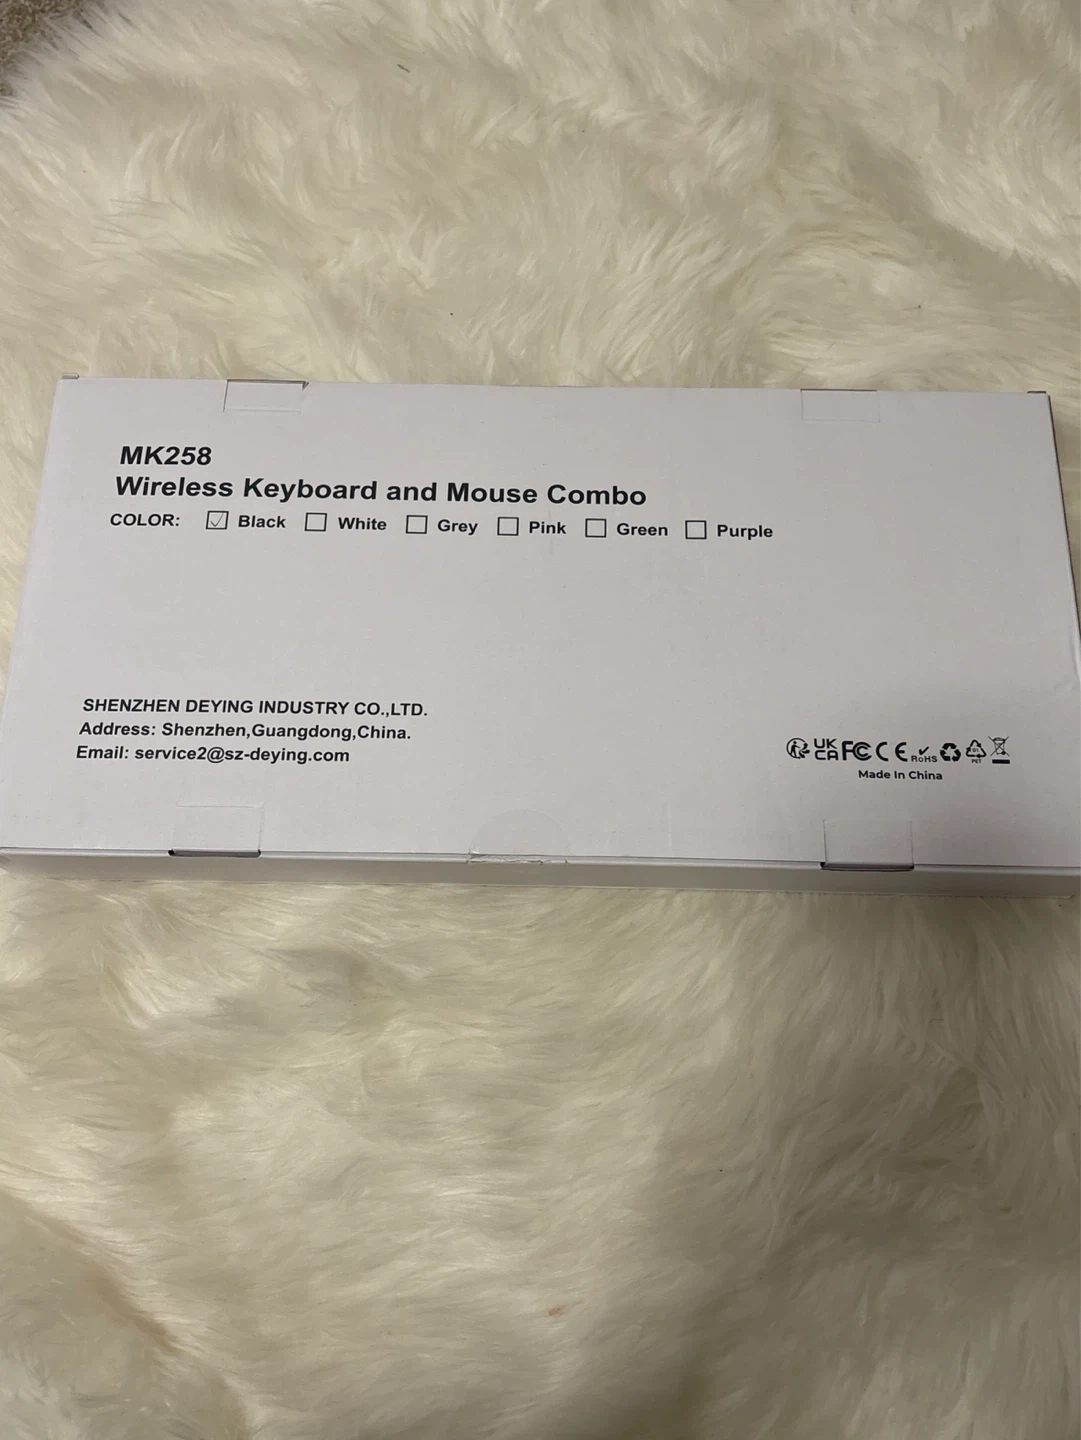 MK258
Wireless Keyboard and Mouse Combo
COLOR: ☑ Black ☐ White ☐ Grey ☐ Pink ☐ Green ☐ Purple
SHENZHEN DEYING INDUSTRY CO.,LTD.
Address: Shenzhen,Guangdong,China.
Email: service2@sz-deying.com
UK CA FC CE RoHS PET
Made In China